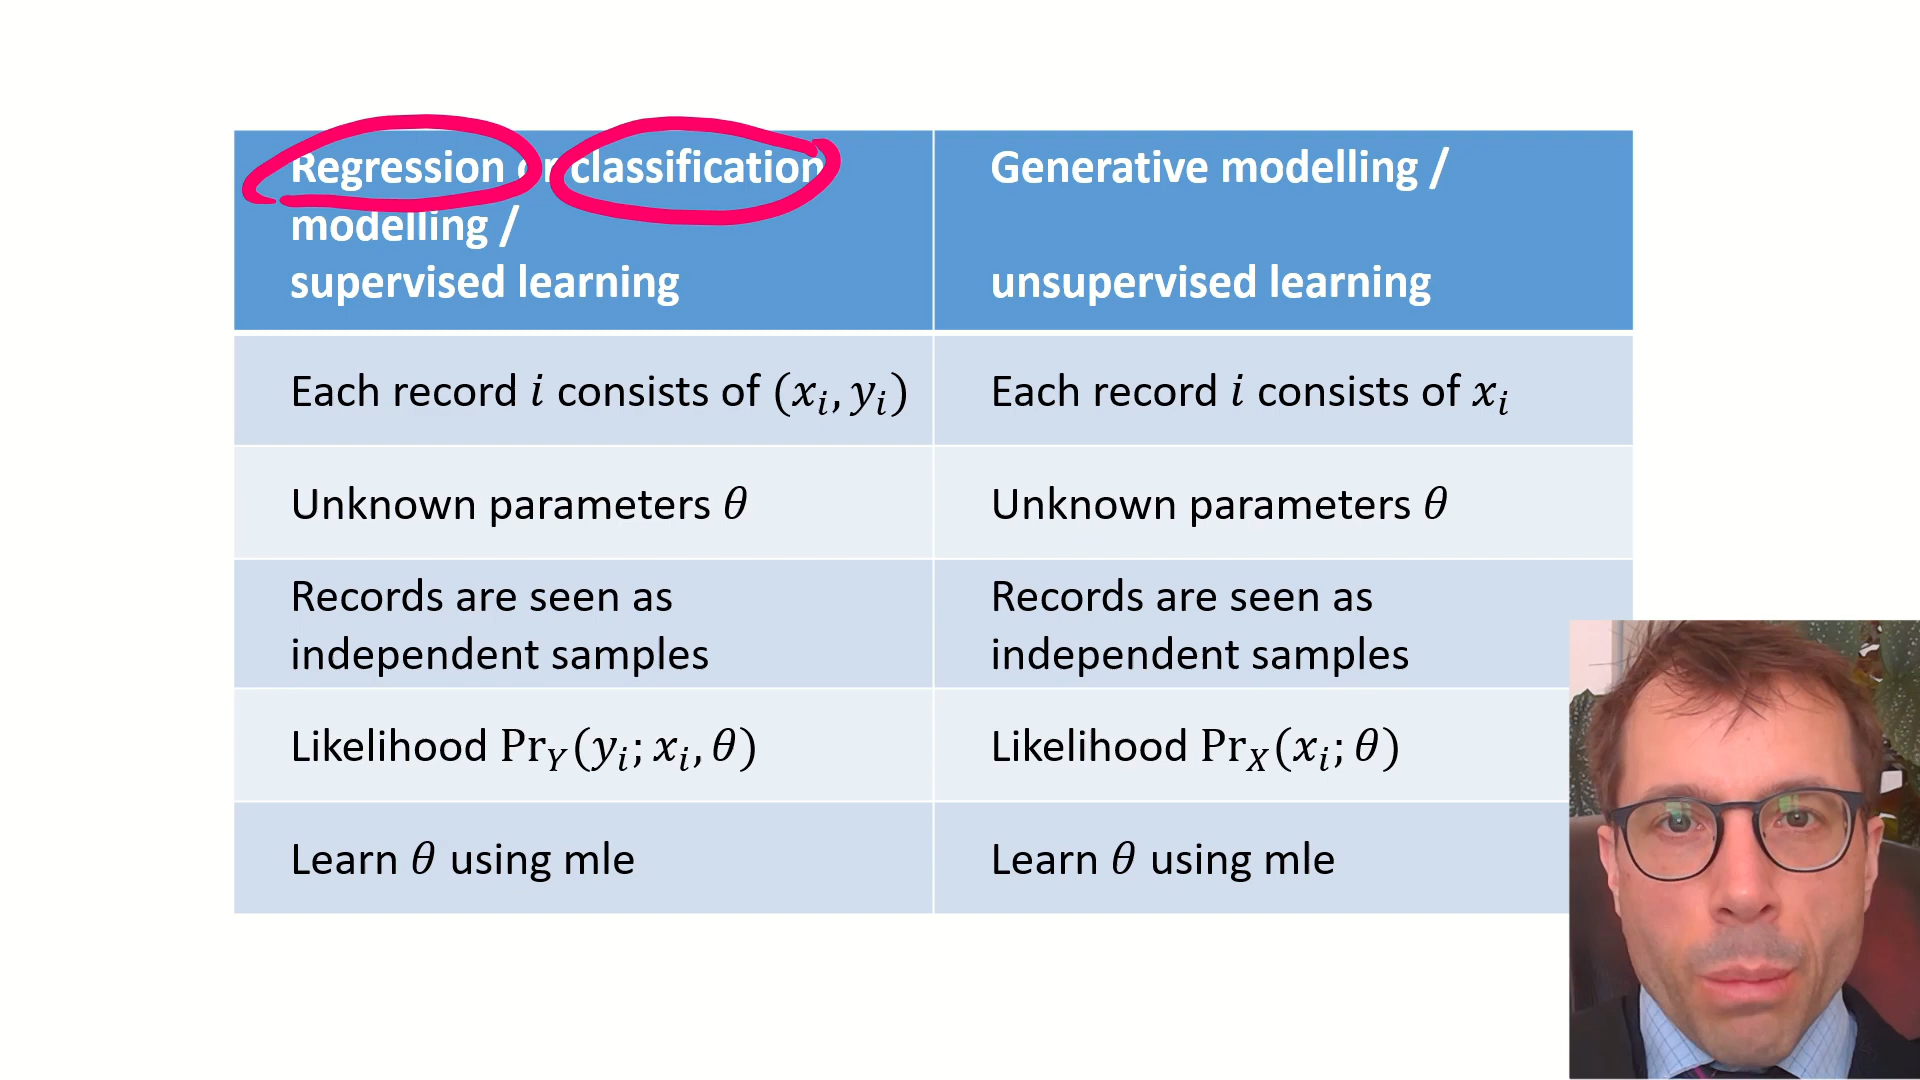 Regression or classification
modelling /
supervised learning
Generative modelling /
unsupervised learning
Each record i consists of (xᵢ, yᵢ)
Each record i consists of xᵢ
Unknown parameters θ
Unknown parameters θ
Records are seen as
independent samples
Records are seen as
independent samples
Likelihood Pr_Y(yᵢ; xᵢ, θ)
Likelihood Pr_X(xᵢ; θ)
Learn θ using mle
Learn θ using mle